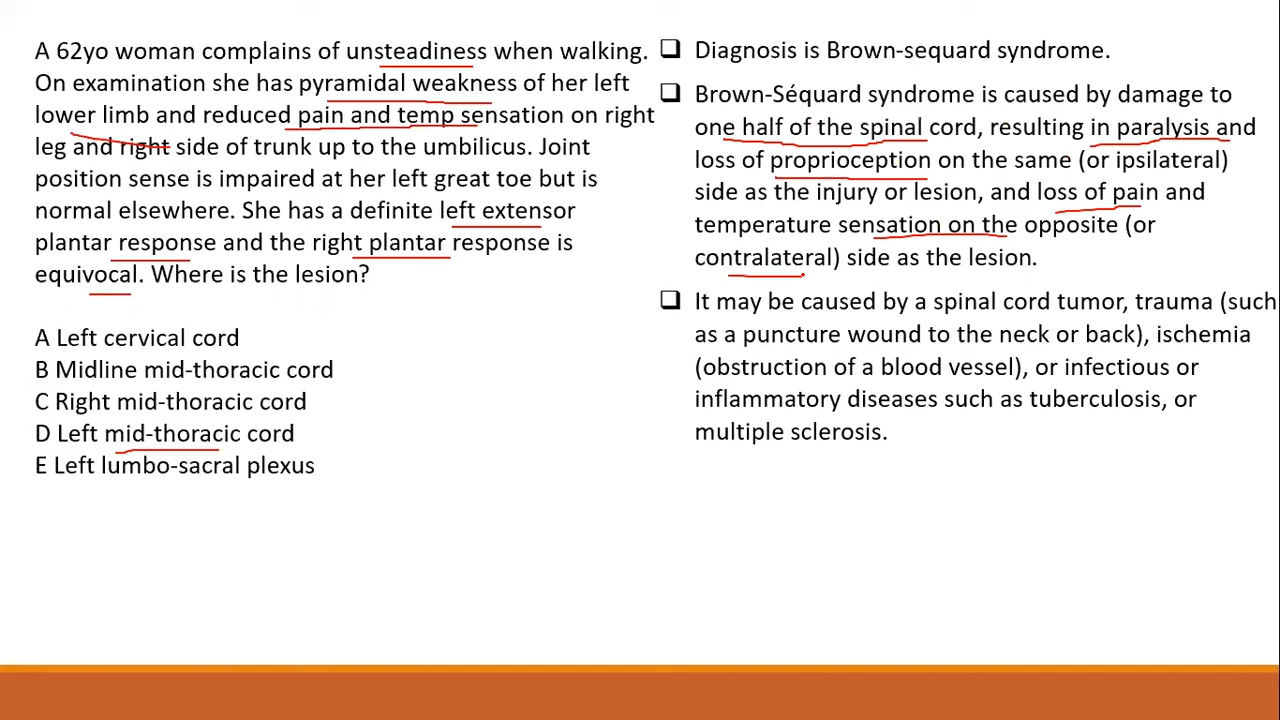 A 62yo woman complains of unsteadiness when walking.
On examination she has pyramidal weakness of her left
lower limb and reduced pain and temp sensation on right
leg and right side of trunk up to the umbilicus. Joint
position sense is impaired at her left great toe but is
normal elsewhere. She has a definite left extensor
plantar response and the right plantar response is
equivocal. Where is the lesion?
A Left cervical cord
B Midline mid-thoracic cord
C Right mid-thoracic cord
D Left mid-thoracic cord
E Left lumbo-sacral plexus
Diagnosis is Brown-sequard syndrome.
Brown-Séquard syndrome is caused by damage to
one half of the spinal cord, resulting in paralysis and
loss of proprioception on the same (or ipsilateral)
side as the injury or lesion, and loss of pain and
temperature sensation on the opposite (or
contralateral) side as the lesion.
It may be caused by a spinal cord tumor, trauma (such
as a puncture wound to the neck or back), ischemia
(obstruction of a blood vessel), or infectious or
inflammatory diseases such as tuberculosis, or
multiple sclerosis.